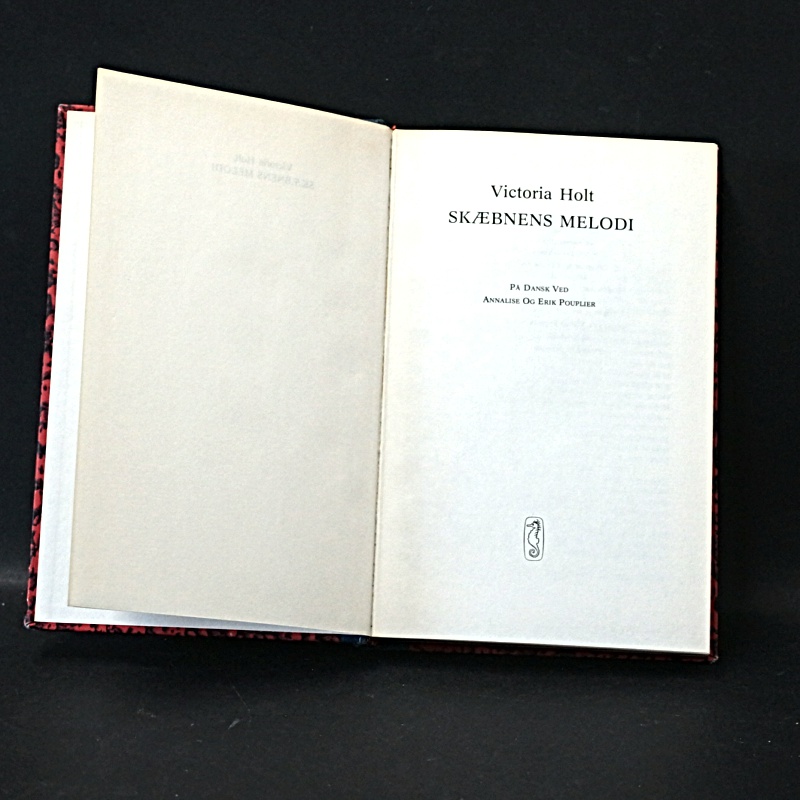 Victoria Holt
SKÆBNENS MELODI
PÅ DANSK VED
ANNALISE OG ERIK POUPLIER